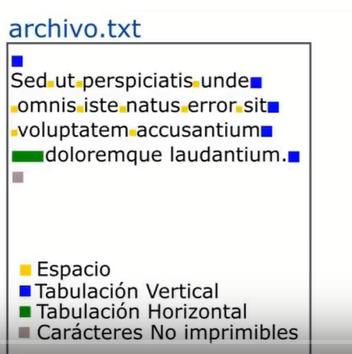 archivo.txt
Sed ut perspiciatis unde
omnis iste natus error sit
voluptatem accusantium
doloremque laudantium.
Espacio
Tabulación Vertical
Tabulación Horizontal
Carácteres No imprimibles